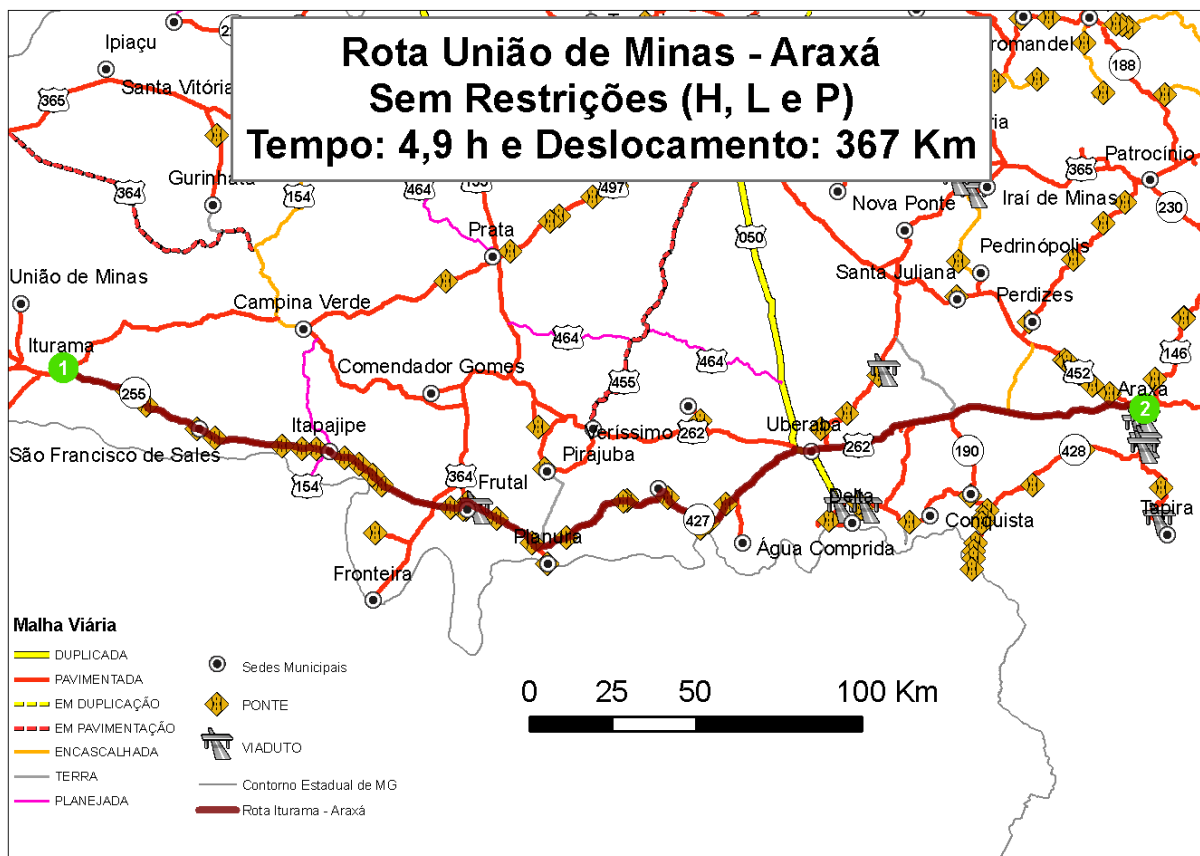 Rota União de Minas - Araxá
Sem Restrições (H, L e P)
Tempo: 4,9 h e Deslocamento: 367 Km
Ipiaçu
365
Santa Vitória
364
Gurinhatã
154
464
497
188
Patrocínio
365
230
Iraí de Minas
Nova Ponte
050
Prata
Pedrinópolis
Santa Juliana
União de Minas
Campina Verde
Perdizes
464
464
146
Iturama
1
Comendador Gomes
455
452
Araxá
2
255
Itapajipe
Veríssimo
262
Uberaba
262
São Francisco de Sales
Pirajuba
190
428
154
364
Frutal
427
Delta
Conquista
Tapira
Planura
Água Comprida
Fronteira
Malha Viária
DUPLICADA
PAVIMENTADA
EM DUPLICAÇÃO
EM PAVIMENTAÇÃO
ENCASCALHADA
TERRA
PLANEJADA
Sedes Municipais
PONTE
VIADUTO
Contorno Estadual de MG
Rota Iturama - Araxá
0 25 50 100 Km